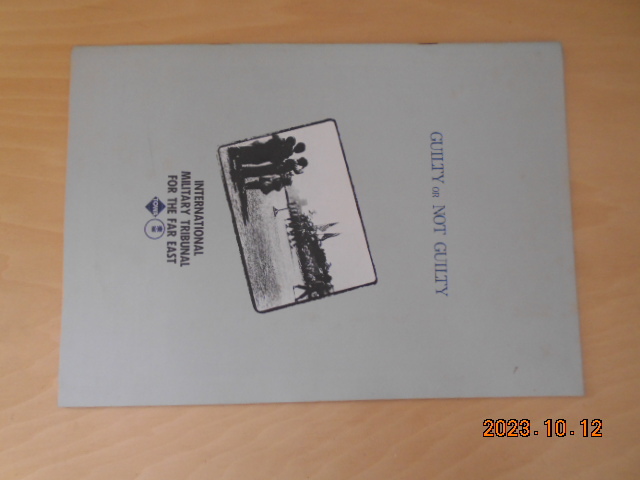 GUILTY OR NOT GUILTY
INTERNATIONAL
MILITARY TRIBUNAL
FOR THE FAR EAST
2023.10.12